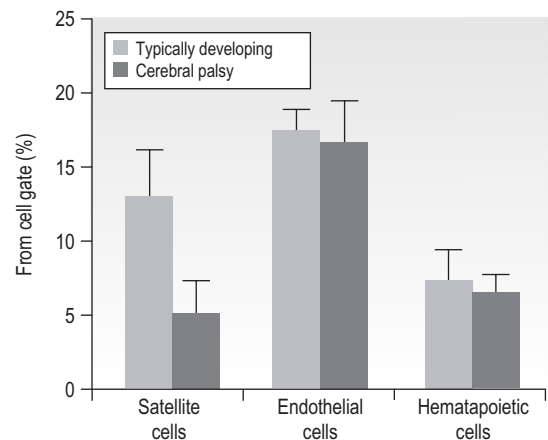 25
Typically developing
Cerebral palsy
20
15
10
5
0
From cell gate (%)
Satellite
cells
Endothelial
cells
Hematapoietic
cells